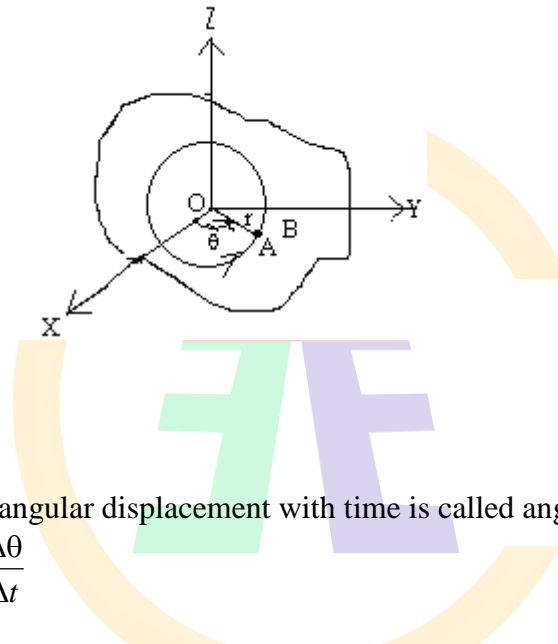 Z
O
r
B
Y
θ
A
X
angular displacement with time is called ang
Δθ
Δt